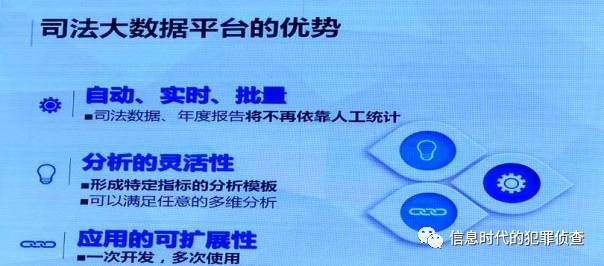 司法大数据平台的优势
自动、实时、批量
■司法数据、年度报告将不再依靠人工统计
分析的灵活性
■形成特定指标的分析模板
■可以满足任意的多维分析
应用的可扩展性
■一次开发，多次使用
信息时代的犯罪侦查